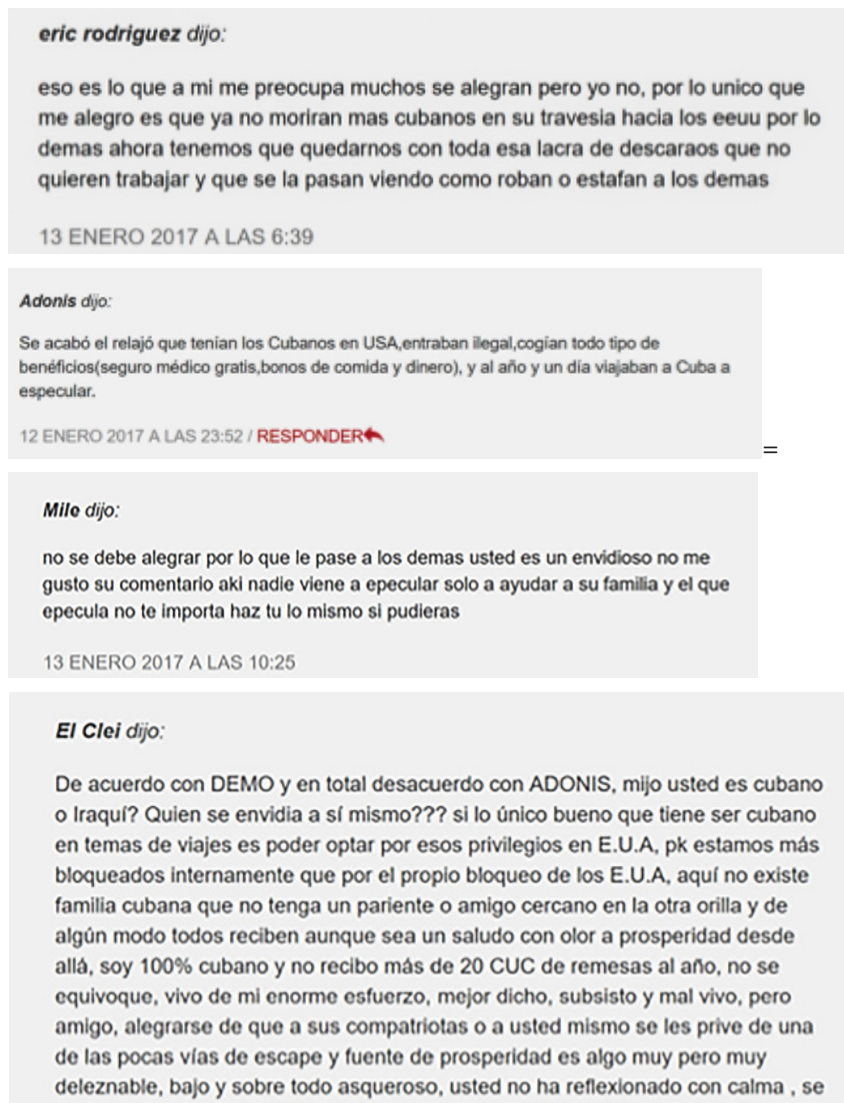 eric rodriguez dijo:
eso es lo que a mi me preocupa muchos se alegran pero yo no, por lo unico que
me alegro es que ya no moriran mas cubanos en su travesia hacia los eeuu por lo
demas ahora tenemos que quedarnos con toda esa lacra de descaraos que no
quieren trabajar y que se la pasan viendo como roban o estafan a los demas
13 ENERO 2017 A LAS 6:39
Adonis dijo:
Se acabó el relajó que tenían los Cubanos en USA,entraban ilegal,cogían todo tipo de
benéficios(seguro médico gratis,bonos de comida y dinero), y al año y un día viajaban a Cuba a
especular.
12 ENERO 2017 A LAS 23:52 / RESPONDER
=
Mile dijo:
no se debe alegrar por lo que le pase a los demas usted es un envidioso no me
gusto su comentario aki nadie viene a epecular solo a ayudar a su familia y el que
epecula no te importa haz tu lo mismo si pudieras
13 ENERO 2017 A LAS 10:25
El Clei dijo:
De acuerdo con DEMO y en total desacuerdo con ADONIS, mijo usted es cubano
o Iraquí? Quien se envidia a sí mismo??? si lo único bueno que tiene ser cubano
en temas de viajes es poder optar por esos privilegios en E.U.A, pk estamos más
bloqueados internamente que por el propio bloqueo de los E.U.A, aquí no existe
familia cubana que no tenga un pariente o amigo cercano en la otra orilla y de
algún modo todos reciben aunque sea un saludo con olor a prosperidad desde
allá, soy 100% cubano y no recibo más de 20 CUC de remesas al año, no se
equivoque, vivo de mi enorme esfuerzo, mejor dicho, subsisto y mal vivo, pero
amigo, alegrarse de que a sus compatriotas o a usted mismo se les prive de una
de las pocas vías de escape y fuente de prosperidad es algo muy pero muy
deleznable, bajo y sobre todo asqueroso, usted no ha reflexionado con calma , se